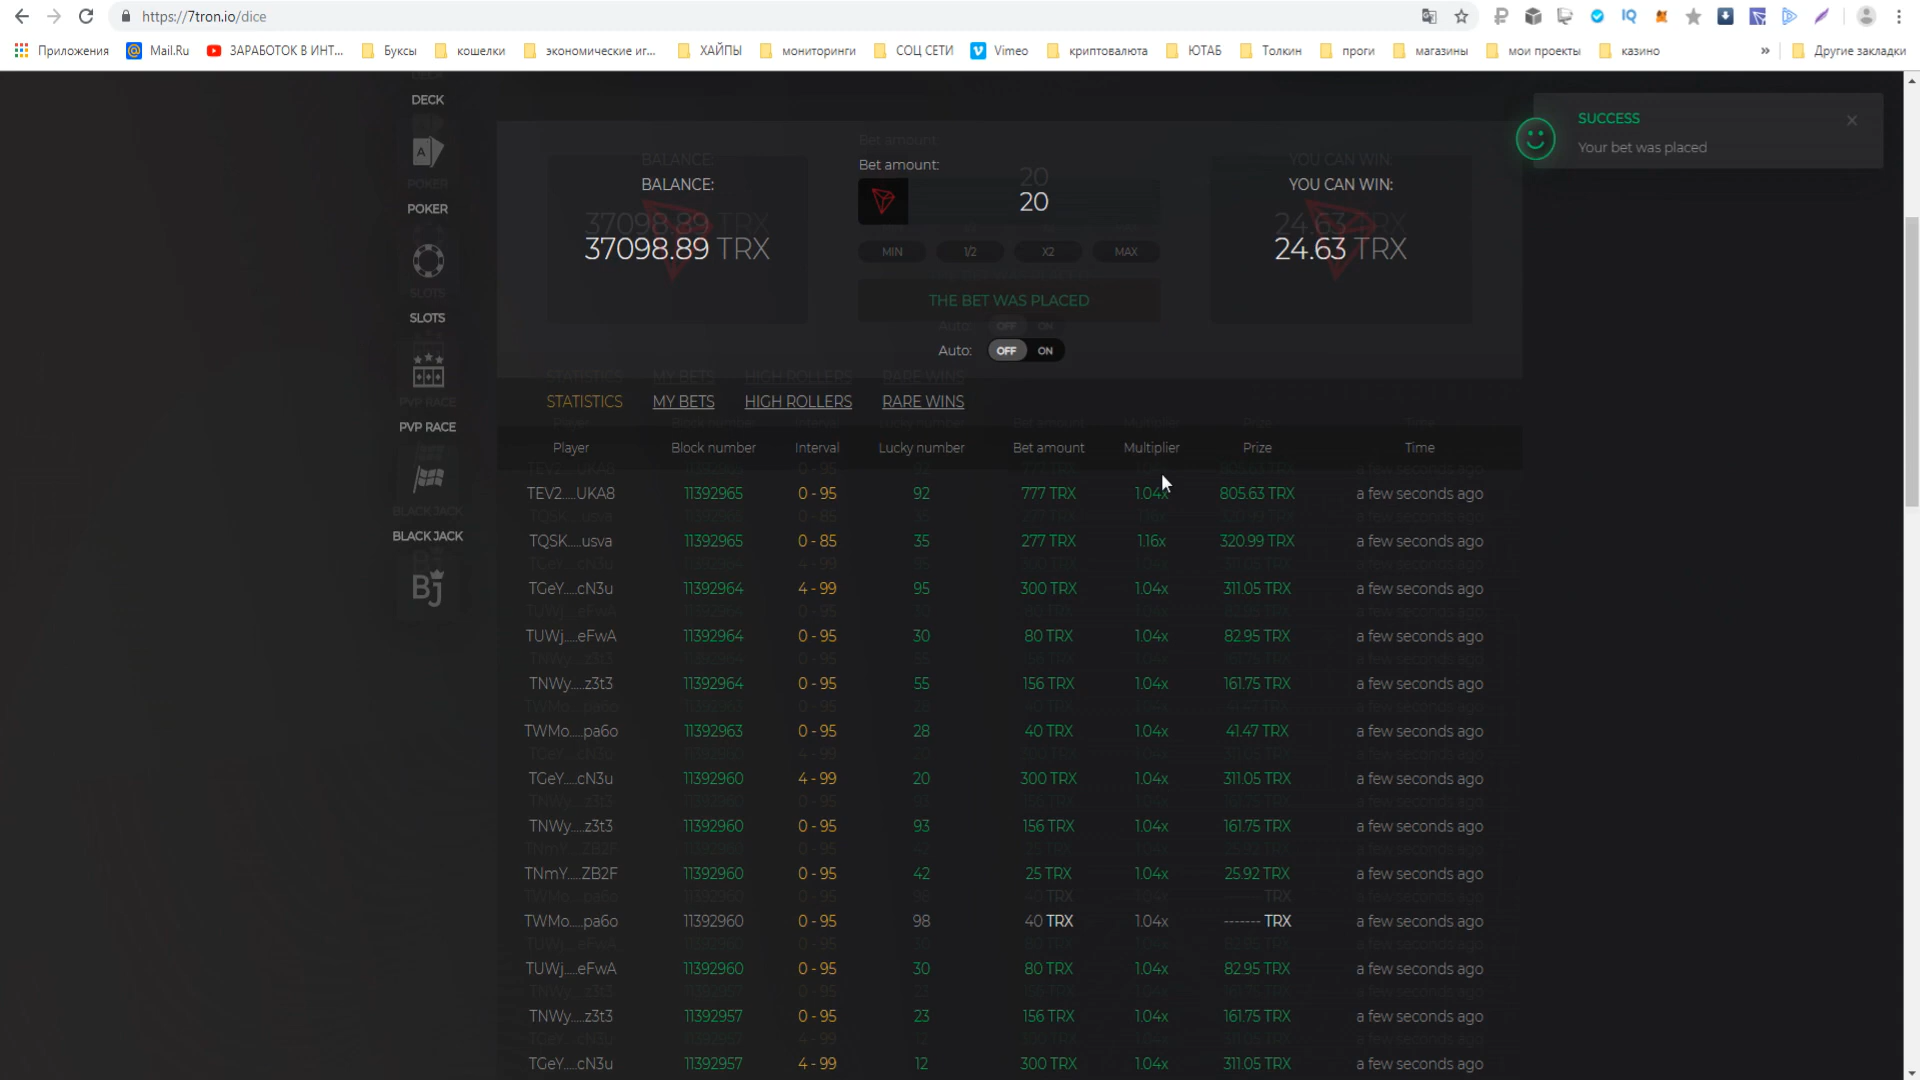 https://7tron.io/dice
Приложения
Mail.Ru
ЗАРАБОТОК В ИНТ...
Буксы
кошелки
экономические иг...
ХАЙПЫ
мониторинги
СОЦ СЕТИ
Vimeo
криптовалюта
ЮТАБ
Толкин
проги
магазины
мои проекты
казино
»
Другие закладки
DECK
POKER
SLOTS
PVP RACE
BLACK JACK
SUCCESS
Your bet was placed
BALANCE:
37098.89 TRX
Bet amount:
20
MIN 1/2 X2 MAX
THE BET WAS PLACED
Auto: OFF ON
YOU CAN WIN:
24.63 TRX
STATISTICS MY BETS HIGH ROLLERS RARE WINS
Player Block number Interval Lucky number Bet amount Multiplier Prize Time
TEV2.....UKA8 11392965 0 - 95 92 777 TRX 1.04x 805.63 TRX a few seconds ago
TQSK.....usva 11392965 0 - 85 35 277 TRX 1.16x 320.99 TRX a few seconds ago
TGeY.....cN3u 11392964 4 - 99 95 300 TRX 1.04x 311.05 TRX a few seconds ago
TUWj.....eFwA 11392964 0 - 95 30 80 TRX 1.04x 82.95 TRX a few seconds ago
TNWy.....z3t3 11392964 0 - 95 55 156 TRX 1.04x 161.75 TRX a few seconds ago
TWMo.....pa6o 11392963 0 - 95 28 40 TRX 1.04x 41.47 TRX a few seconds ago
TGeY.....cN3u 11392960 4 - 99 20 300 TRX 1.04x 311.05 TRX a few seconds ago
TNWy.....z3t3 11392960 0 - 95 93 156 TRX 1.04x 161.75 TRX a few seconds ago
TNmY.....ZB2F 11392960 0 - 95 42 25 TRX 1.04x 25.92 TRX a few seconds ago
TWMo.....pa6o 11392960 0 - 95 98 40 TRX 1.04x ------- TRX a few seconds ago
TUWj.....eFwA 11392960 0 - 95 30 80 TRX 1.04x 82.95 TRX a few seconds ago
TNWy.....z3t3 11392957 0 - 95 23 156 TRX 1.04x 161.75 TRX a few seconds ago
TGeY.....cN3u 11392957 4 - 99 12 300 TRX 1.04x 311.05 TRX a few seconds ago